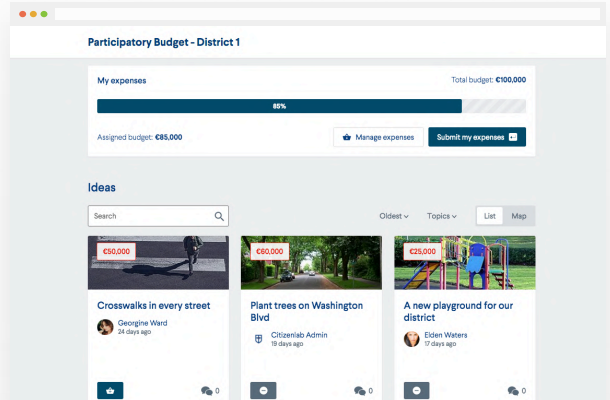 Participatory Budget - District 1
My expenses
Total budget: €100,000
85%
Assigned budget: €85,000
Manage expenses
Submit my expenses
Ideas
Search
Oldest
Topics
List
Map
€50,000
€60,000
€25,000
Crosswalks in every street
Georgine Ward
24 days ago
0
Plant trees on Washington
Blvd
Citizenlab Admin
19 days ago
0
A new playground for our
district
Elden Waters
17 days ago
0